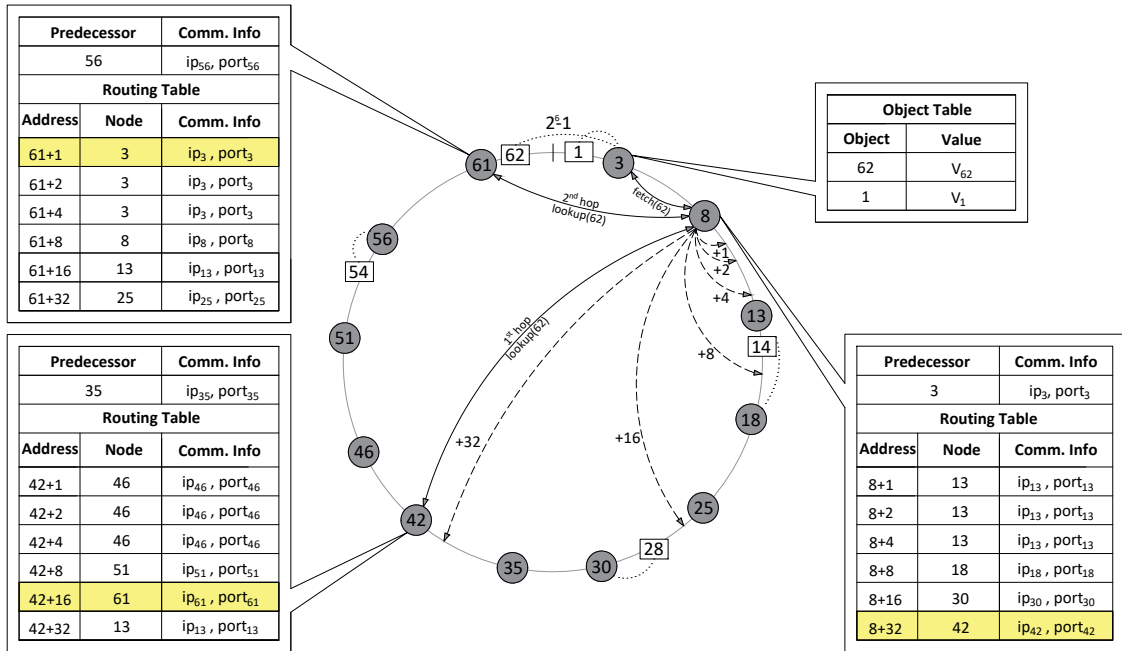 Predecessor Comm. Info
56 ip56, port56
Routing Table
Address Node Comm. Info
61+1 3 ip3 , port3
61+2 3 ip3 , port3
61+4 3 ip3 , port3
61+8 8 ip8 , port8
61+16 13 ip13 , port13
61+32 25 ip25 , port25
Predecessor Comm. Info
35 ip35, port35
Routing Table
Address Node Comm. Info
42+1 46 ip46 , port46
42+2 46 ip46 , port46
42+4 46 ip46 , port46
42+8 51 ip51 , port51
42+16 61 ip61 , port61
42+32 13 ip13 , port13
2^6-1
62
1
61
3
8
56
54
51
46
42
35
30
28
25
18
14
13
2nd hop
lookup(62)
fetch(62)
1st hop
lookup(62)
+1
+2
+4
+8
+16
+32
Object Table
Object Value
62 V62
1 V1
Predecessor Comm. Info
3 ip3, port3
Routing Table
Address Node Comm. Info
8+1 13 ip13 , port13
8+2 13 ip13 , port13
8+4 13 ip13 , port13
8+8 18 ip18 , port18
8+16 30 ip30 , port30
8+32 42 ip42 , port42